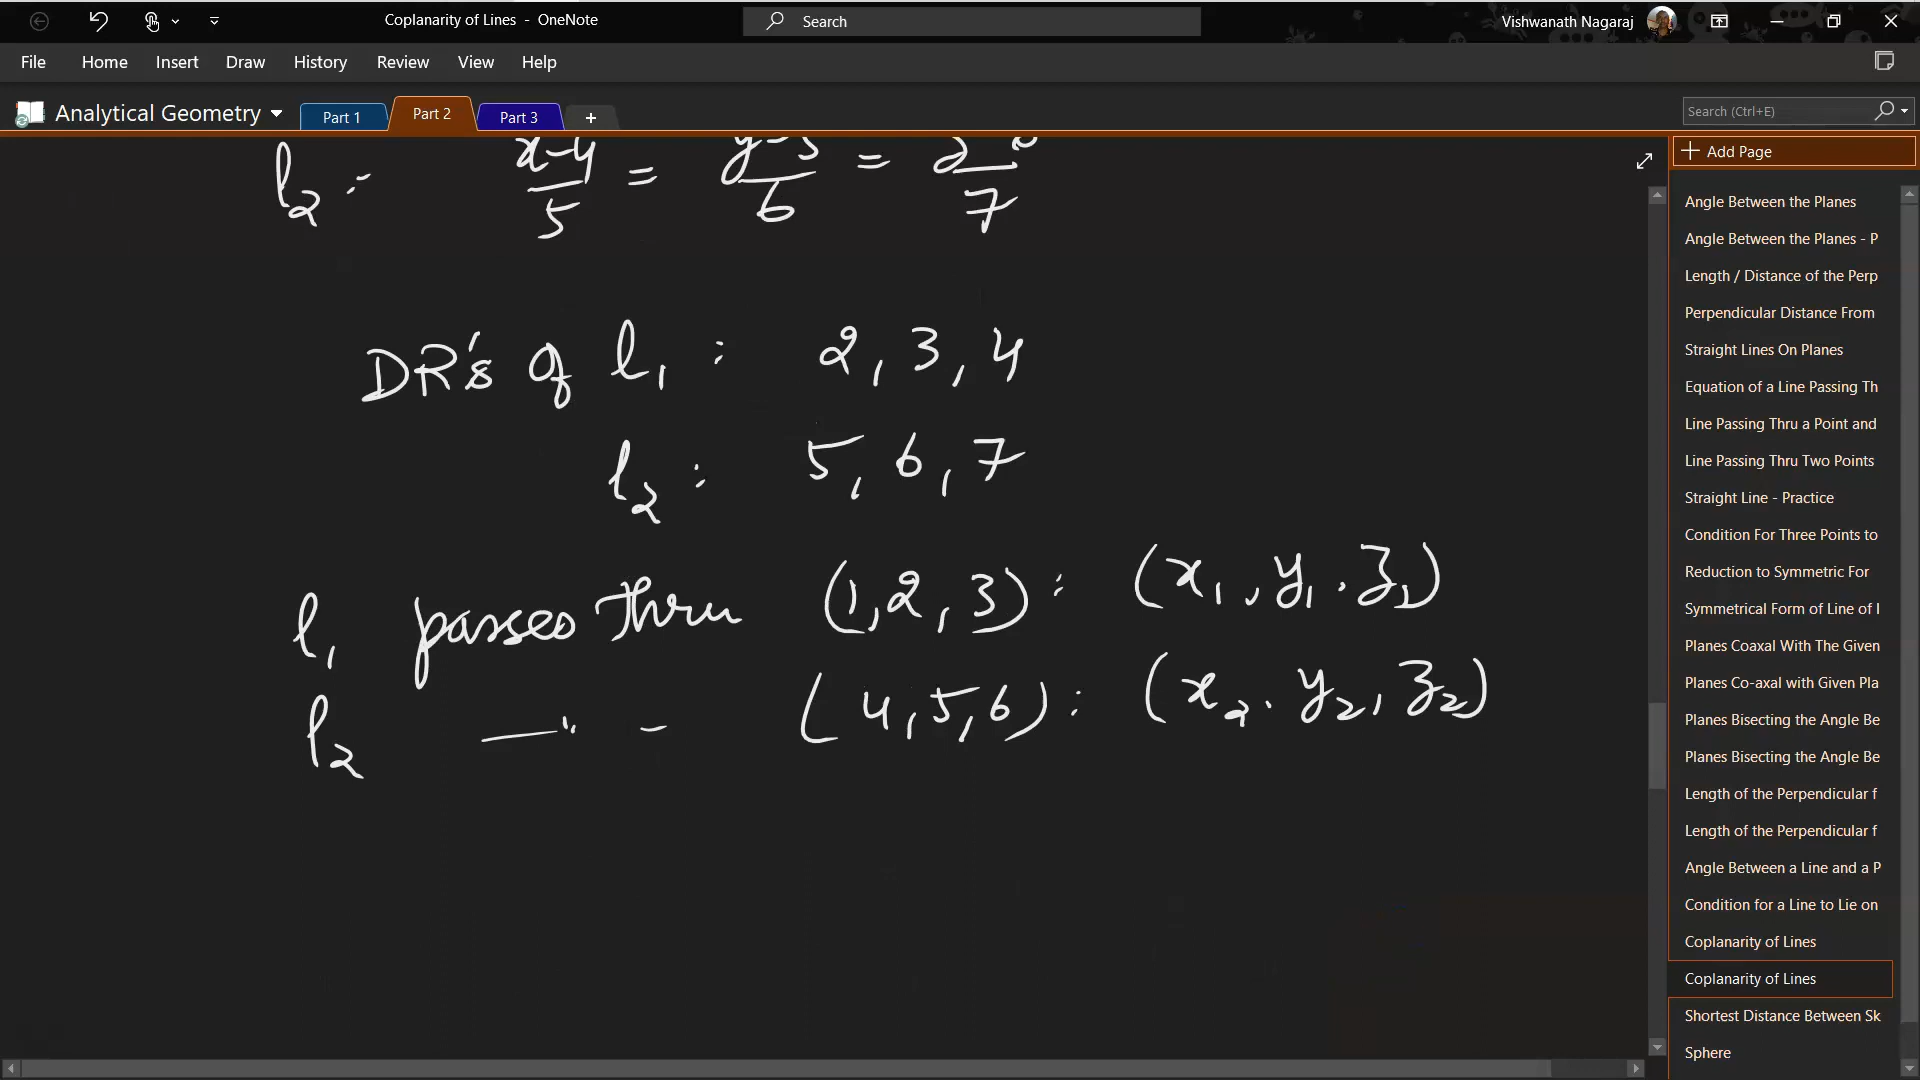 Coplanarity of Lines - OneNote
Search
Vishwanath Nagaraj
File Home Insert Draw History Review View Help
Analytical Geometry Part 1 Part 2 Part 3 +
Search (Ctrl+E)
Add Page
l₂ : x-4/5 = y-5/6 = /7
DR's of l₁ : 2, 3, 4
l₂ : 5, 6, 7
l₁ passes thru (1, 2, 3) : (x₁, y₁, z₁)
l₂ —"— (4, 5, 6) : (x₂, y₂, z₂)
Angle Between the Planes
Angle Between the Planes - P
Length / Distance of the Perp
Perpendicular Distance From
Straight Lines On Planes
Equation of a Line Passing Th
Line Passing Thru a Point and
Line Passing Thru Two Points
Straight Line - Practice
Condition For Three Points to
Reduction to Symmetric For
Symmetrical Form of Line of I
Planes Coaxal With The Given
Planes Co-axal with Given Pla
Planes Bisecting the Angle Be
Planes Bisecting the Angle Be
Length of the Perpendicular f
Length of the Perpendicular f
Angle Between a Line and a P
Condition for a Line to Lie on
Coplanarity of Lines
Coplanarity of Lines
Shortest Distance Between Sk
Sphere